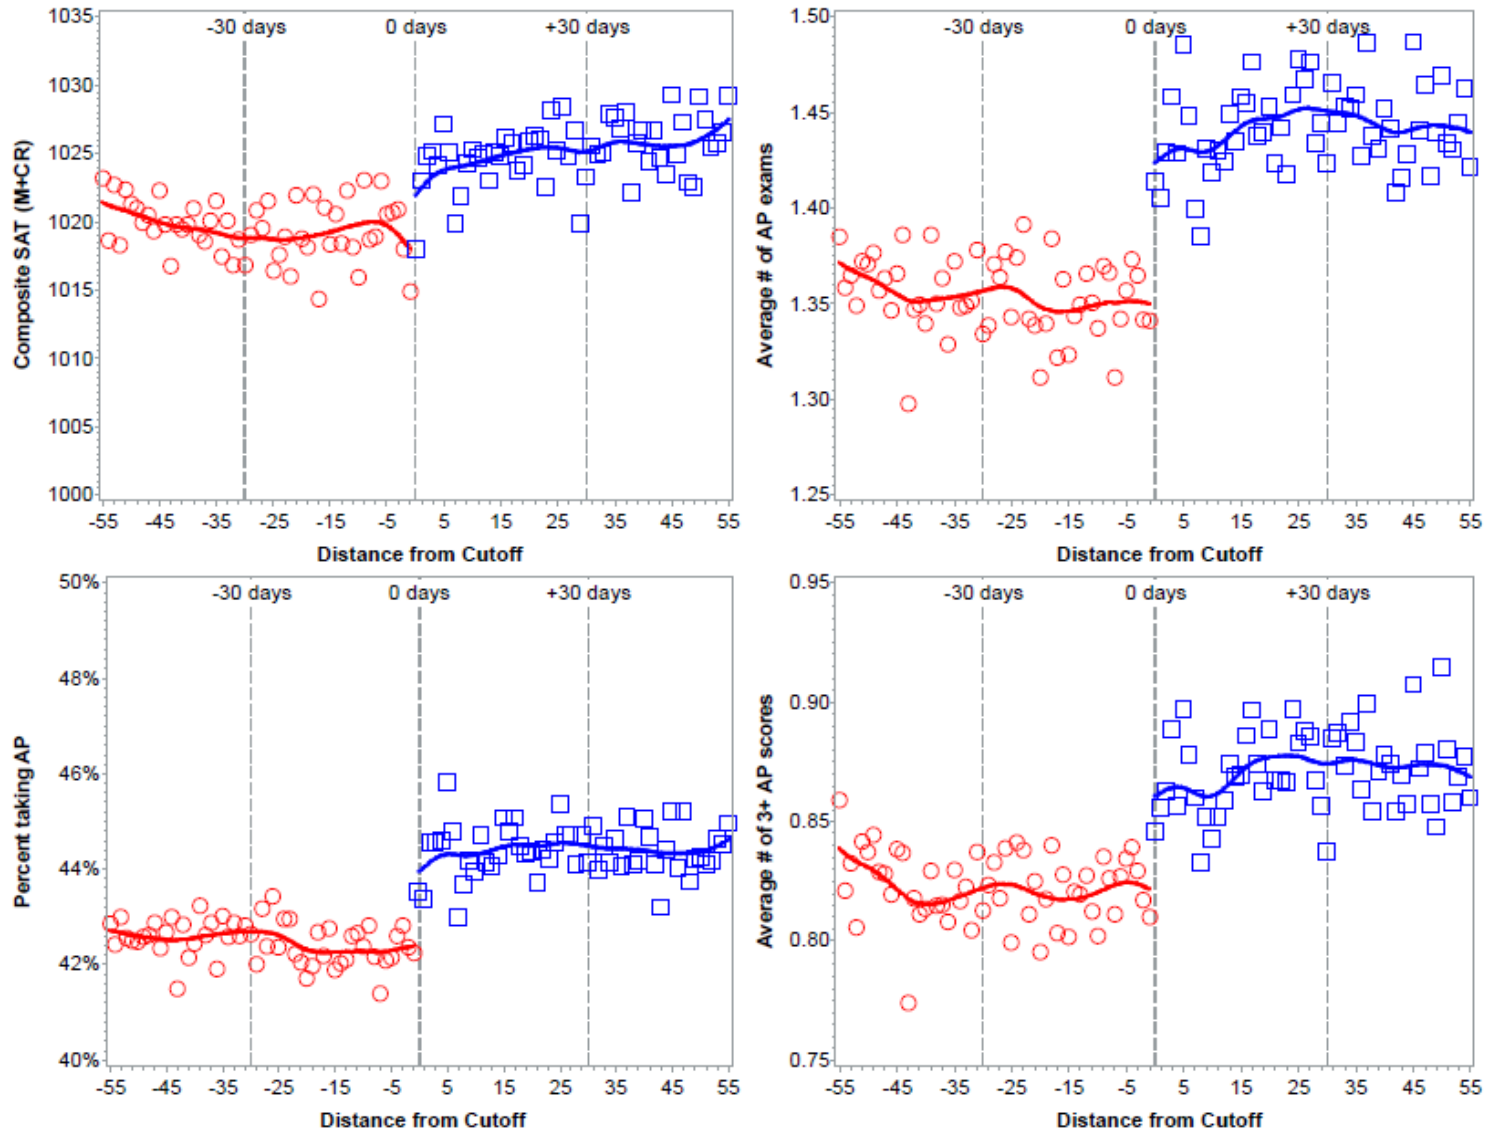 -30 days 0 days +30 days
1035
1030
1025
1020
1015
1010
1005
1000
Composite SAT (M+CR)
-55 -45 -35 -25 -15 -5 5 15 25 35 45 55
Distance from Cutoff
-30 days 0 days +30 days
1.50
1.45
1.40
1.35
1.30
1.25
Average # of AP exams
-55 -45 -35 -25 -15 -5 5 15 25 35 45 55
Distance from Cutoff
-30 days 0 days +30 days
50%
48%
46%
44%
42%
40%
Percent taking AP
-55 -45 -35 -25 -15 -5 5 15 25 35 45 55
Distance from Cutoff
-30 days 0 days +30 days
0.95
0.90
0.85
0.80
0.75
Average # of 3+ AP scores
-55 -45 -35 -25 -15 -5 5 15 25 35 45 55
Distance from Cutoff